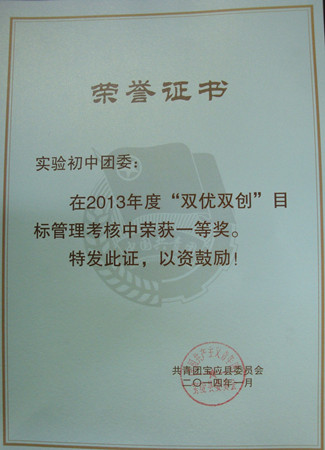 荣誉证书
实验初中团委：
在2013年度“双优双创”目
标管理考核中荣获一等奖。
特发此证，以资鼓励！
共青团宝应县委员会
二〇一四年一月